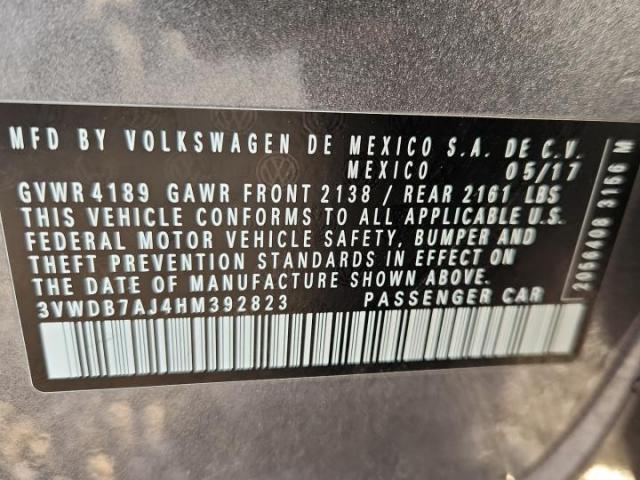 MFD BY VOLKSWAGEN DE MEXICO S.A. DE C.V.
MEXICO 05/17
GVWR 4189 GAWR FRONT 2138 / REAR 2161 LBS
THIS VEHICLE CONFORMS TO ALL APPLICABLE U.S.
FEDERAL MOTOR VEHICLE SAFETY, BUMPER AND
THEFT PREVENTION STANDARDS IN EFFECT ON
THE DATE OF MANUFACTURE SHOWN ABOVE.
3VWDB7AJ4HM392823 PASSENGER CAR